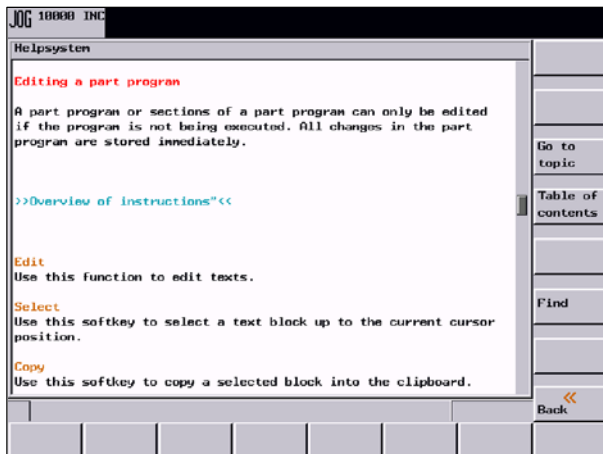 JOG 10000 INC
Helpsystem
Editing a part program
A part program or sections of a part program can only be edited
if the program is not being executed. All changes in the part
program are stored immediately.
Go to
topic
>>Overview of instructions"<<
Table of
contents
Edit
Use this function to edit texts.
Select
Use this softkey to select a text block up to the current cursor
position.
Find
Copy
Use this softkey to copy a selected block into the clipboard.
«
Back